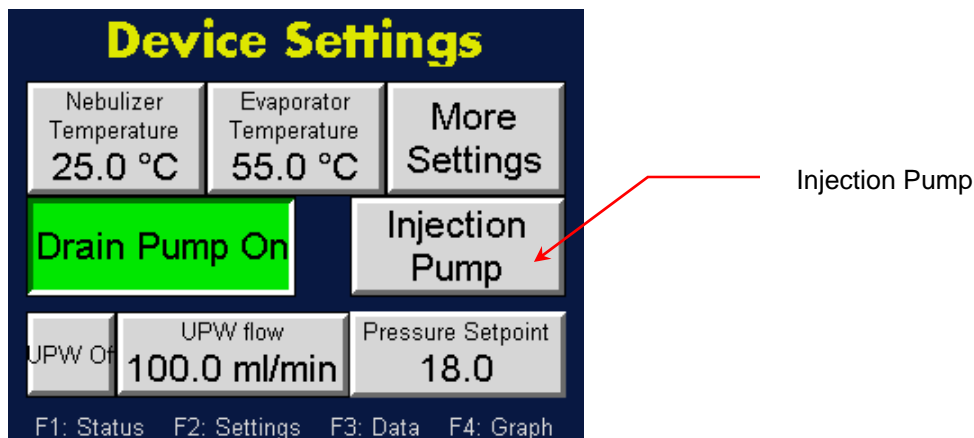 Device Settings
Nebulizer
Temperature
25.0 °C
Evaporator
Temperature
55.0 °C
More
Settings
Drain Pump On
Injection
Pump
Injection Pump
UPW Of
UPW flow
100.0 ml/min
Pressure Setpoint
18.0
F1: Status F2: Settings F3: Data F4: Graph